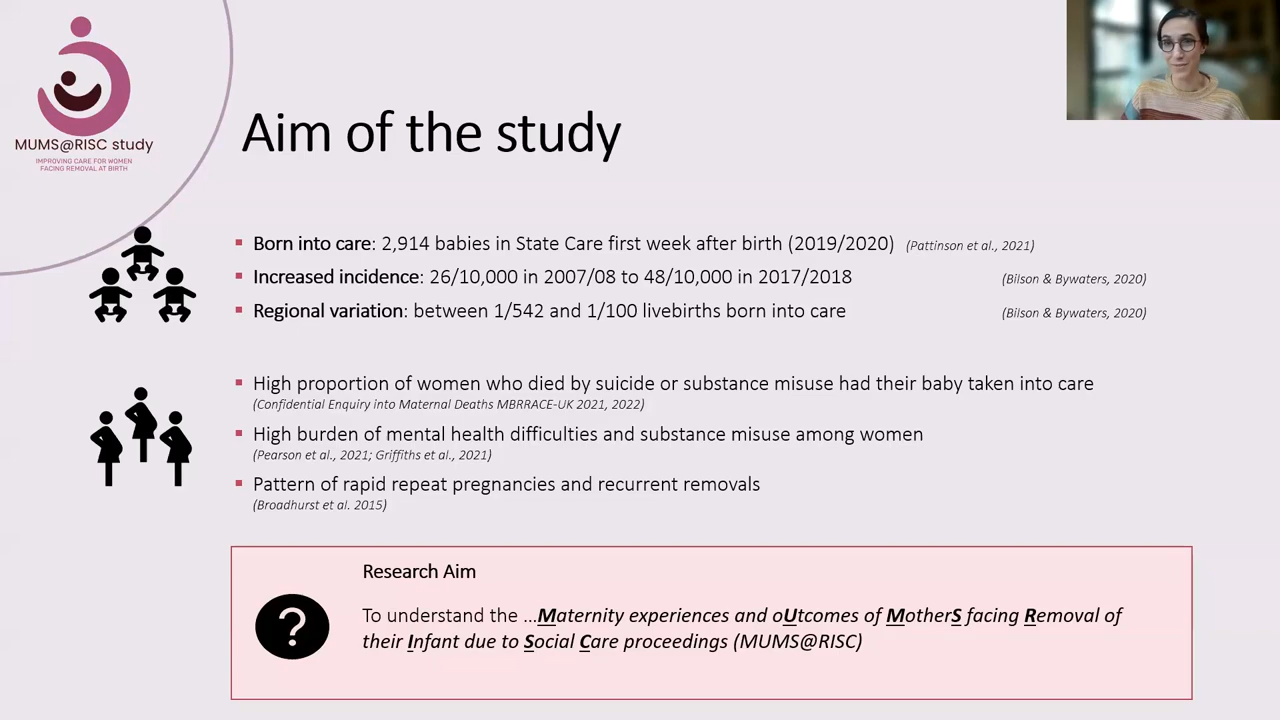 MUMS@RISC study
IMPROVING CARE FOR WOMEN
FACING REMOVAL AT BIRTH
Aim of the study
Born into care: 2,914 babies in State Care first week after birth (2019/2020) (Pattinson et al., 2021)
Increased incidence: 26/10,000 in 2007/08 to 48/10,000 in 2017/2018 (Bilson & Bywaters, 2020)
Regional variation: between 1/542 and 1/100 livebirths born into care (Bilson & Bywaters, 2020)
High proportion of women who died by suicide or substance misuse had their baby taken into care
(Confidential Enquiry into Maternal Deaths MBRRACE-UK 2021, 2022)
High burden of mental health difficulties and substance misuse among women
(Pearson et al., 2021; Griffiths et al., 2021)
Pattern of rapid repeat pregnancies and recurrent removals
(Broadhurst et al. 2015)
Research Aim
?
To understand the ...Maternity experiences and oUtcomes of MotherS facing Removal of
their Infant due to Social Care proceedings (MUMS@RISC)